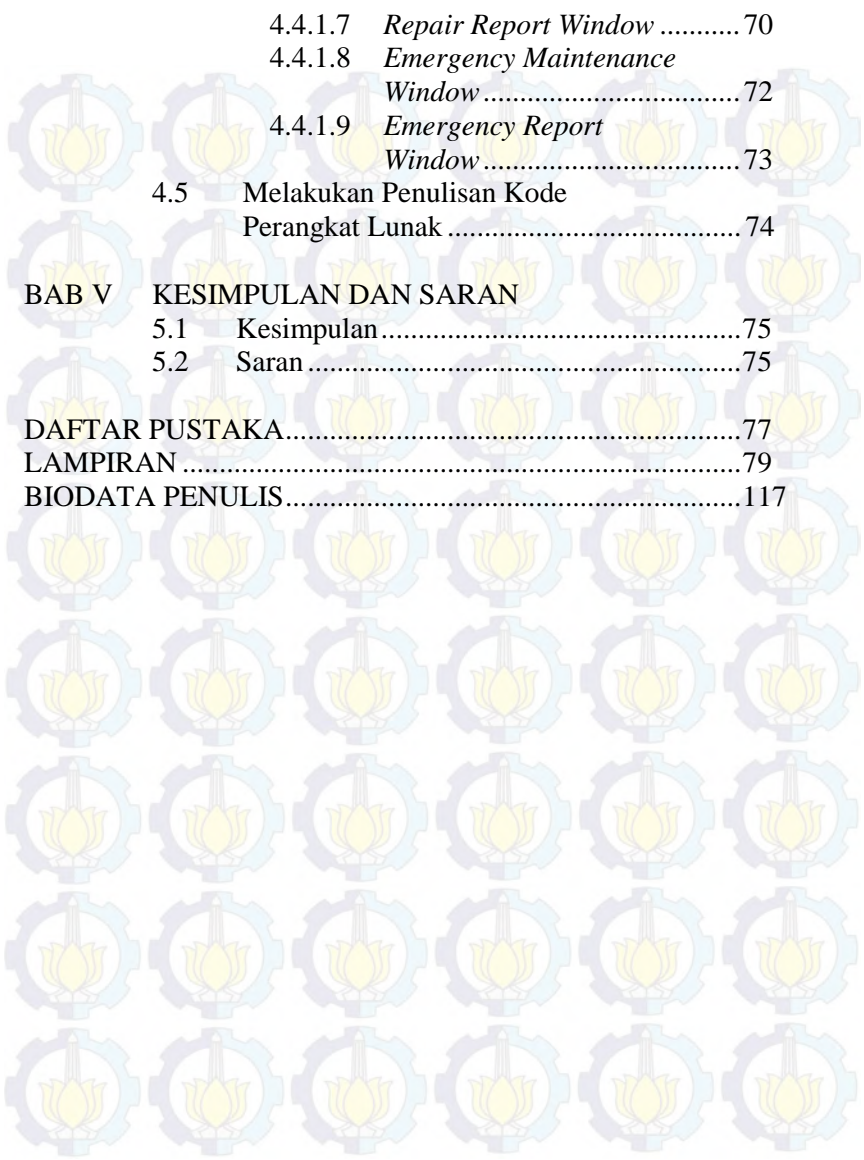 4.4.1.7 Repair Report Window ...........70
4.4.1.8 Emergency Maintenance
Window...................................72
4.4.1.9 Emergency Report
Window...................................73
4.5 Melakukan Penulisan Kode
Perangkat Lunak ........................................74
BAB V KESIMPULAN DAN SARAN
5.1 Kesimpulan.................................................75
5.2 Saran ...........................................................75
DAFTAR PUSTAKA..............................................................77
LAMPIRAN ............................................................................79
BIODATA PENULIS..............................................................117